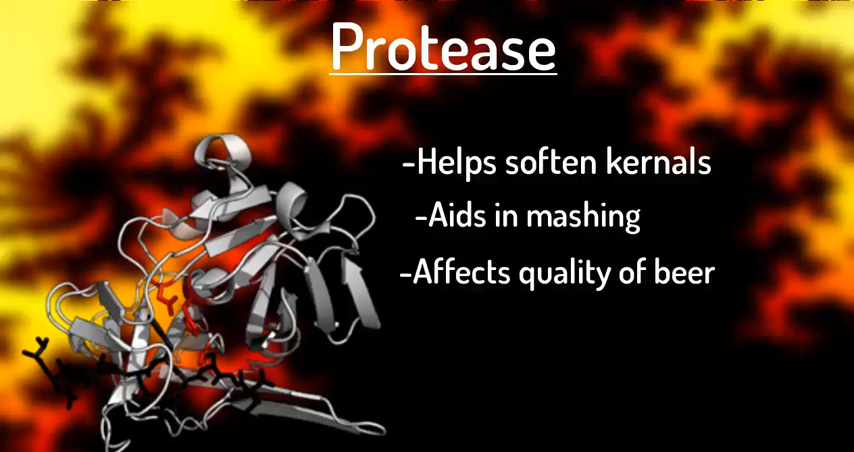 Protease
-Helps soften kernals
-Aids in mashing
-Affects quality of beer